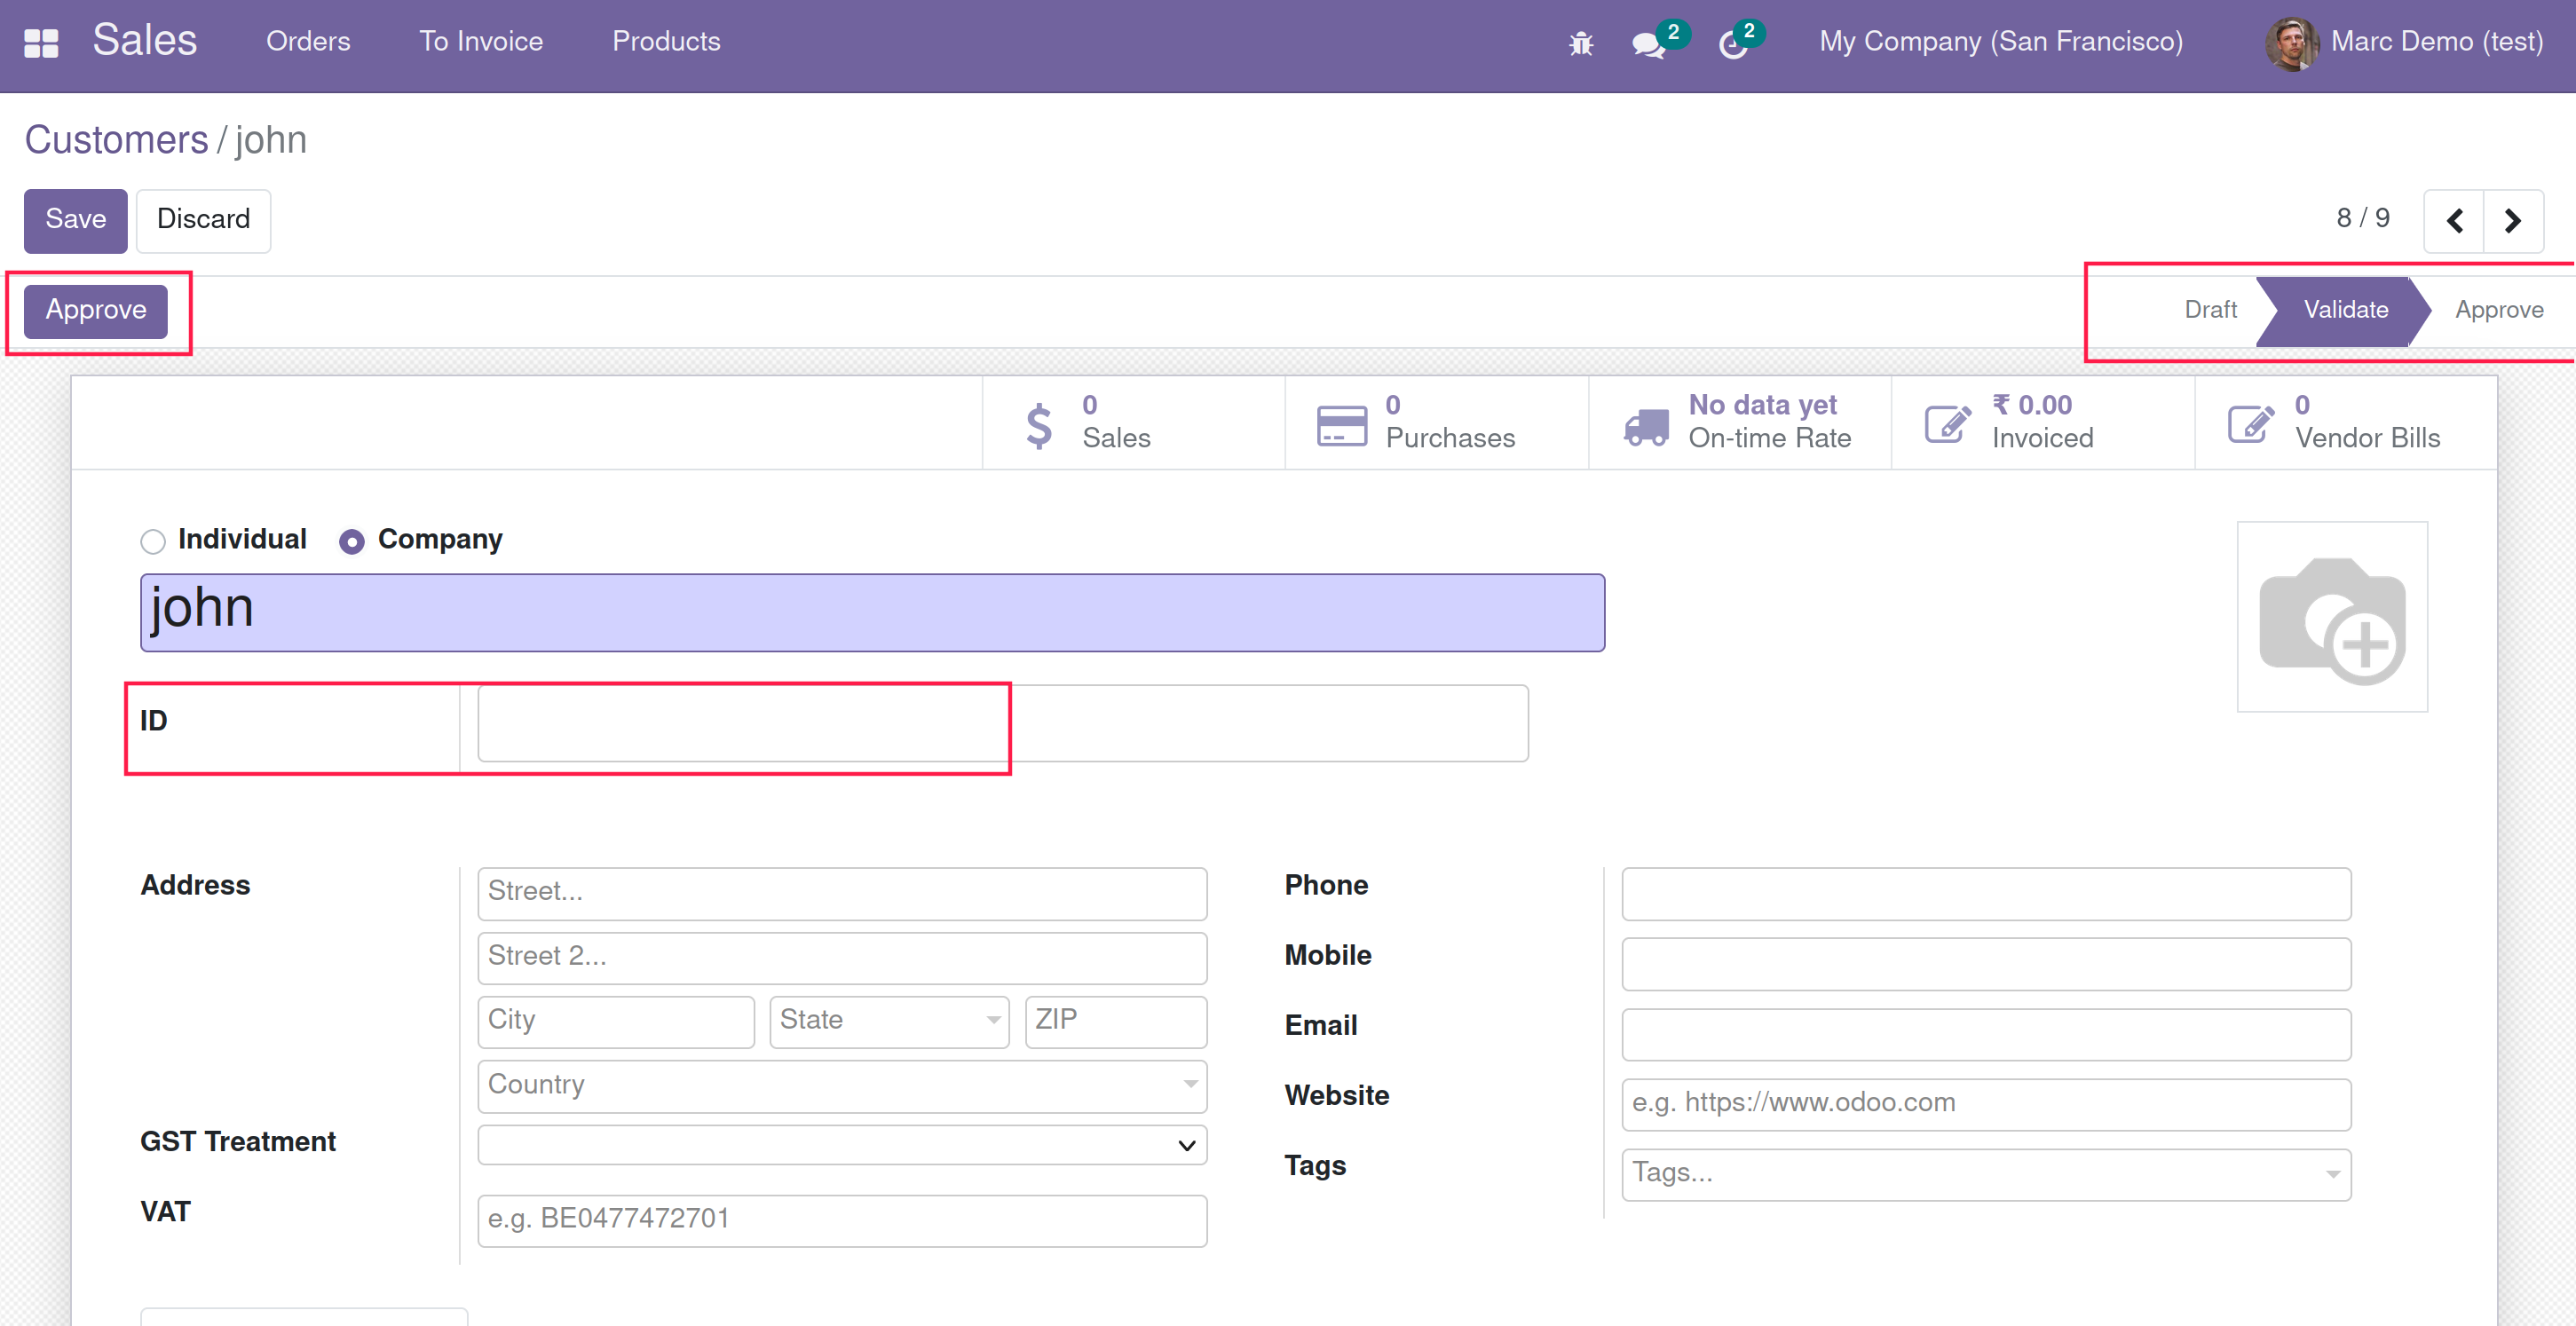 Sales Orders To Invoice Products 2 2 My Company (San Francisco) Marc Demo (test)
Customers / john
Save Discard 8 / 9
Approve Draft Validate Approve
0 0 No data yet ₹ 0.00 0
Sales Purchases On-time Rate Invoiced Vendor Bills
Individual Company
john
ID
Address Street... Phone
Street 2... Mobile
City State ZIP Email
Country Website e.g. https://www.odoo.com
GST Treatment Tags Tags...
VAT e.g. BE0477472701